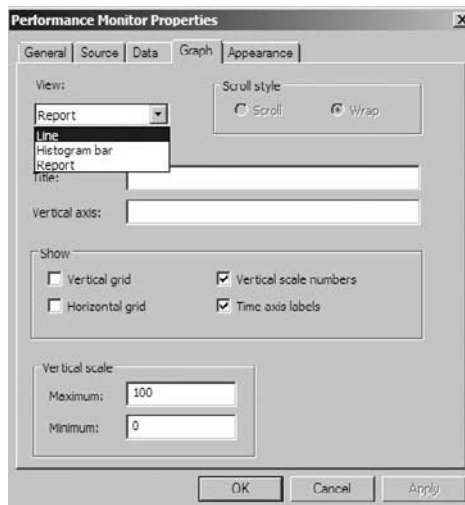 Performance Monitor Properties
General Source Data Graph Appearance
View:
Scroll style
Report
Scroll Wrap
Line
Histogram bar
Report
Title:
Vertical axis:
Show
Vertical grid Vertical scale numbers
Horizontal grid Time axis labels
Vertical scale
Maximum: 100
Minimum: 0
OK Cancel Apply